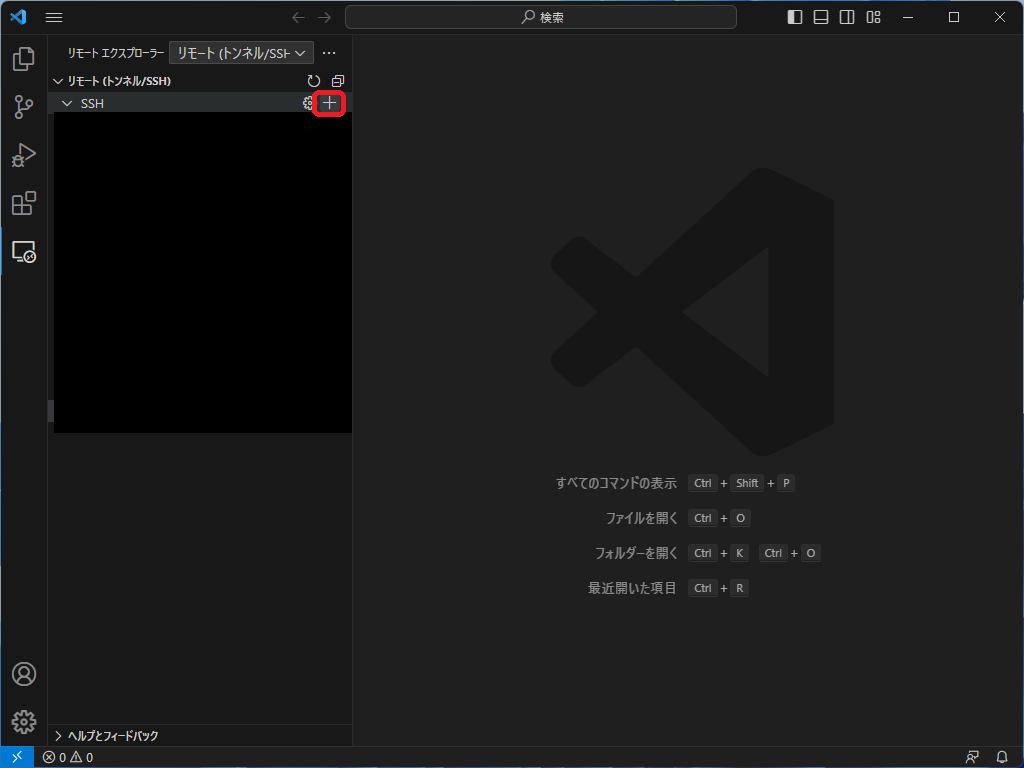 検索
リモート エクスプローラー リモート (トンネル/SSH
リモート (トンネル/SSH)
SSH
すべてのコマンドの表示 Ctrl + Shift + P
ファイルを開く Ctrl + O
フォルダーを開く Ctrl + K Ctrl + O
最近開いた項目 Ctrl + R
ヘルプとフィードバック
0 0